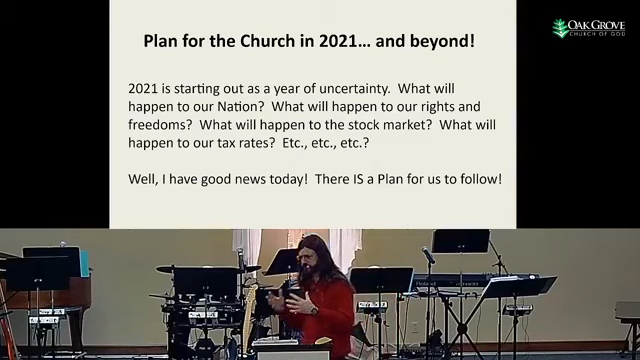 OAK GROVE
CHURCH OF GOD
Plan for the Church in 2021... and beyond!
2021 is starting out as a year of uncertainty. What will
happen to our Nation? What will happen to our rights and
freedoms? What will happen to the stock market? What will
happen to our tax rates? Etc., etc., etc.?
Well, I have good news today! There IS a Plan for us to follow!